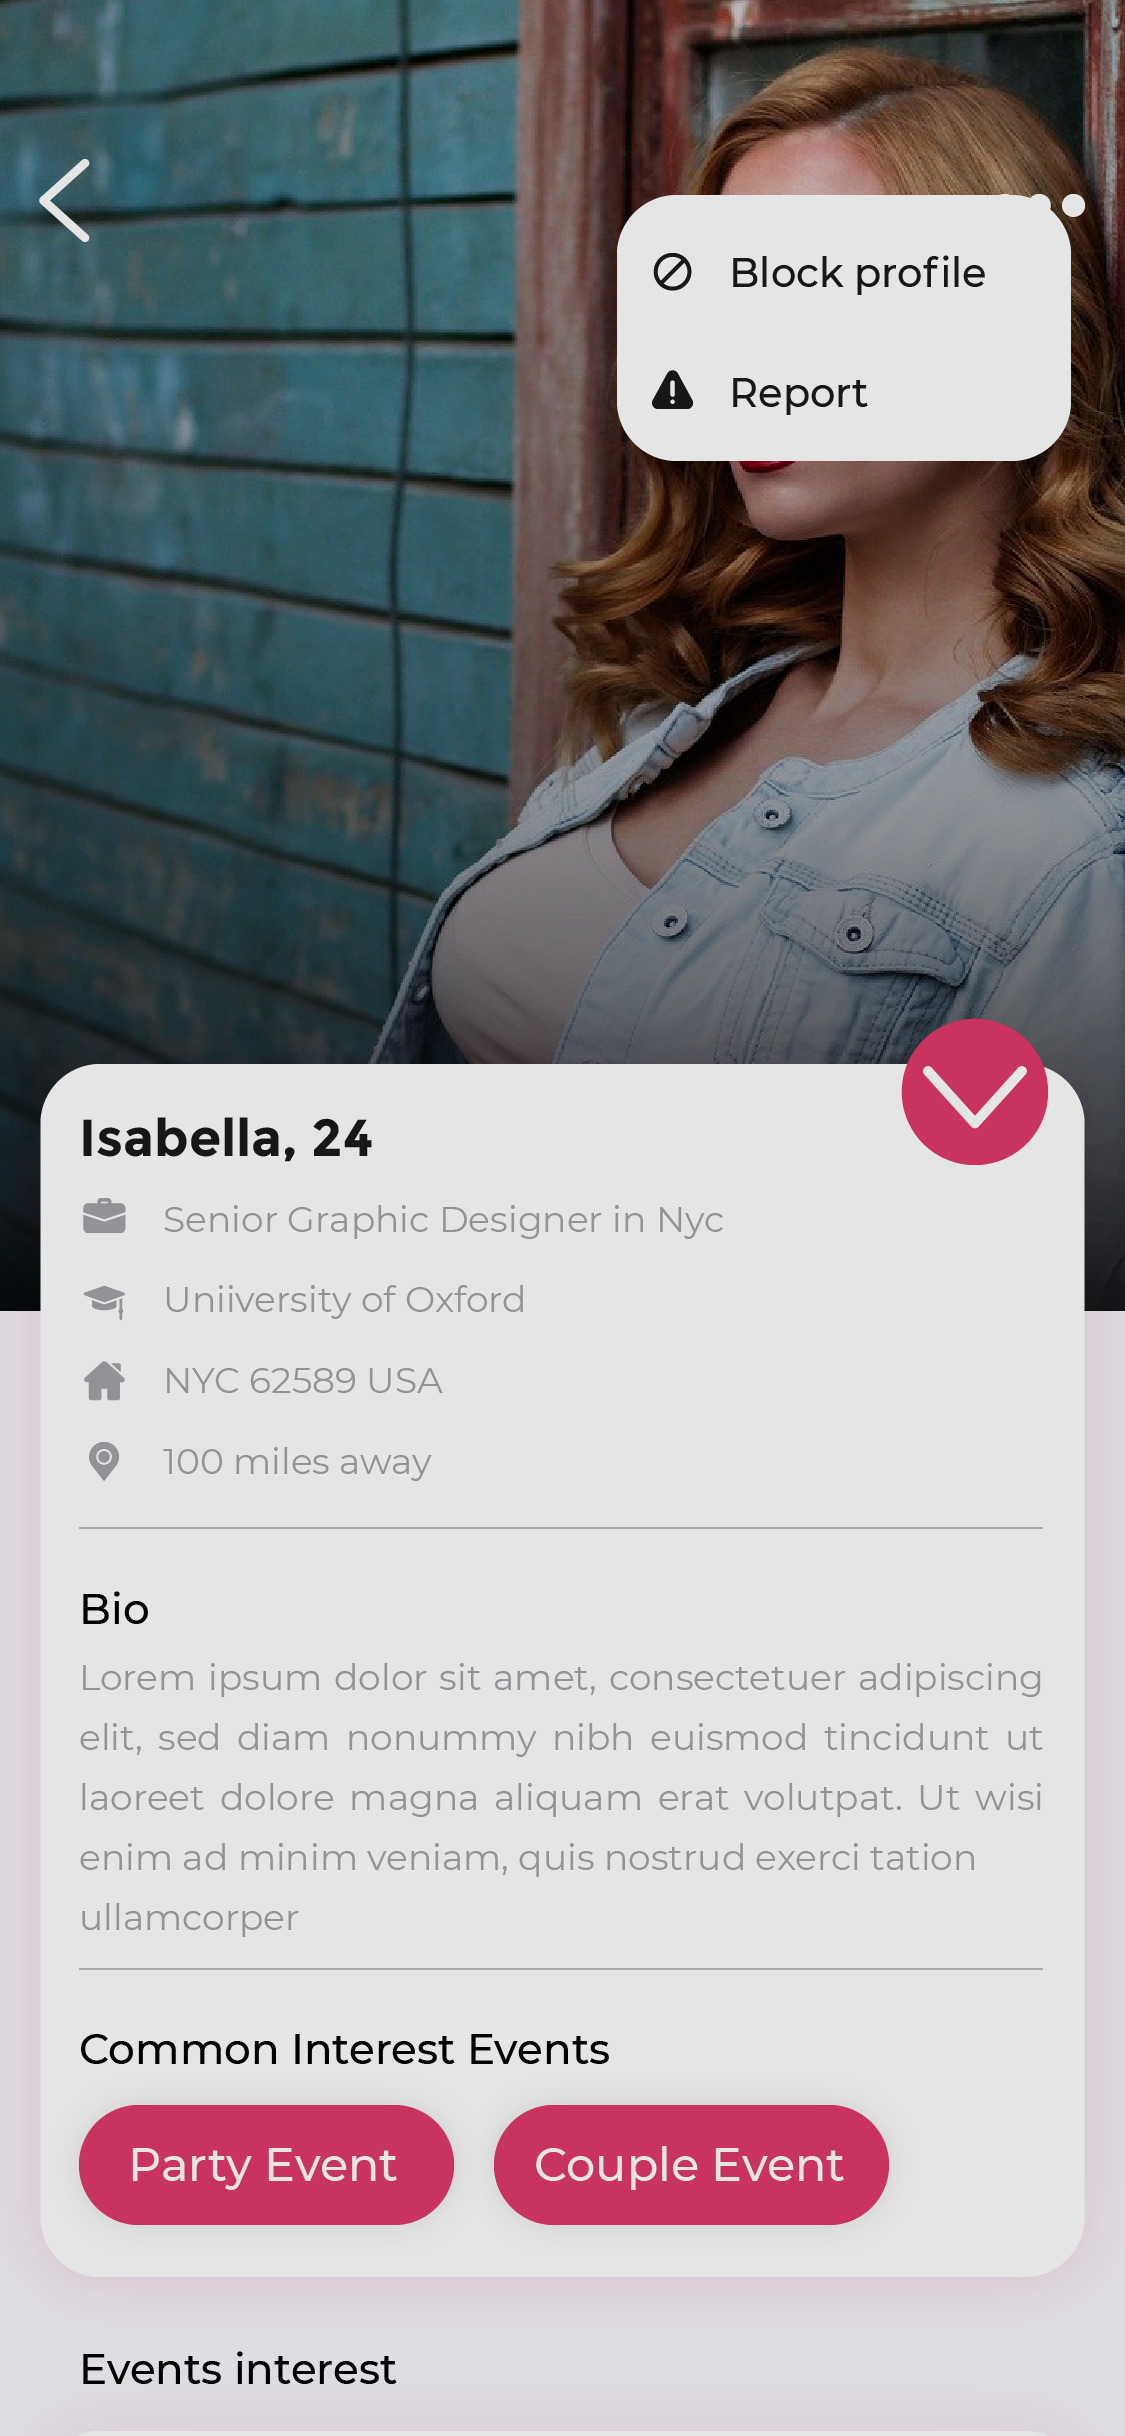 Block profile
Report
Isabella, 24
Senior Graphic Designer in Nyc
Uniiversity of Oxford
NYC 62589 USA
100 miles away
Bio
Lorem ipsum dolor sit amet, consectetuer adipiscing
elit, sed diam nonummy nibh euismod tincidunt ut
laoreet dolore magna aliquam erat volutpat. Ut wisi
enim ad minim veniam, quis nostrud exerci tation
ullamcorper
Common Interest Events
Party Event
Couple Event
Events interest